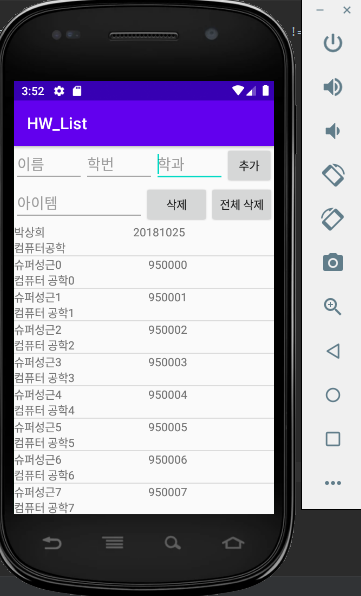 3:52
HW_List
이름 학번 학과 추가
아이템 삭제 전체 삭제
박상희 20181025
컴퓨터공학
슈퍼성근0 950000
컴퓨터 공학0
슈퍼성근1 950001
컴퓨터 공학1
슈퍼성근2 950002
컴퓨터 공학2
슈퍼성근3 950003
컴퓨터 공학3
슈퍼성근4 950004
컴퓨터 공학4
슈퍼성근5 950005
컴퓨터 공학5
슈퍼성근6 950006
컴퓨터 공학6
슈퍼성근7 950007
컴퓨터 공학7